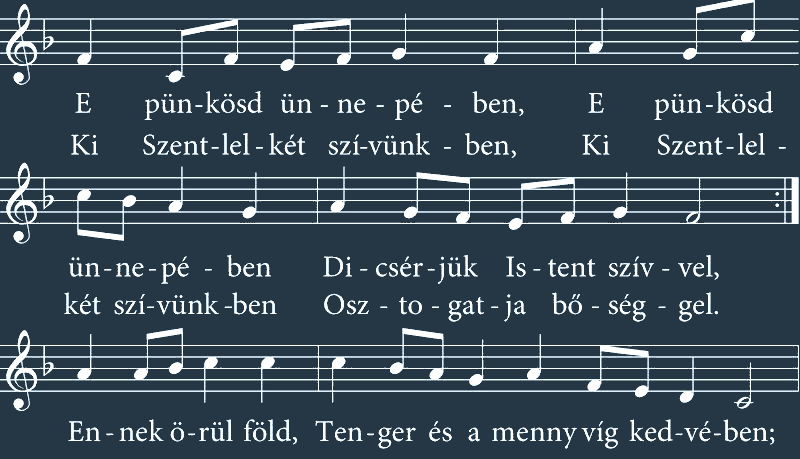 E pün-kösd ün - ne - pé - ben, E pün-kösd
Ki Szent-lel-két szí-vünk - ben, Ki Szent-lel -
ün-ne-pé - ben Di - csér-jük Is - tent szív - vel,
két szí-vünk-ben Osz - to - gat - ja bő - ség - gel.
En - nek ö-rül föld, Ten-ger és a menny víg ked-vé-ben;